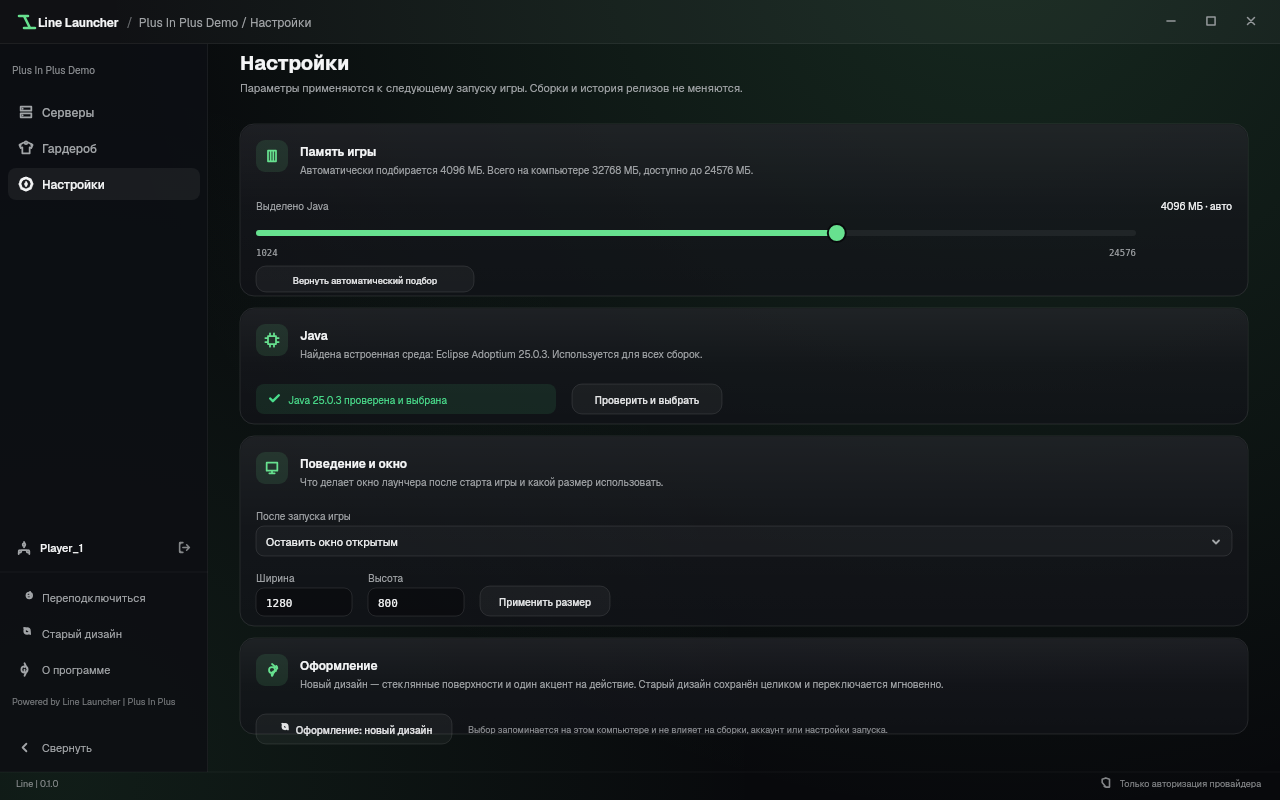 Line Launcher / Plus In Plus Demo / Настройки
Plus In Plus Demo
Серверы
Гардероб
Настройки
Player_1
Переподключиться
Старый дизайн
О программе
Powered by Line Launcher | Plus In Plus
Свернуть
Настройки
Параметры применяются к следующему запуску игры. Сборки и история релизов не меняются.
Память игры
Автоматически подбирается 4096 МБ. Всего на компьютере 32768 МБ, доступно до 24576 МБ.
Выделено Java 4096 МБ · авто
1024 24576
Вернуть автоматический подбор
Java
Найдена встроенная среда: Eclipse Adoptium 25.0.3. Используется для всех сборок.
Java 25.0.3 проверена и выбрана Проверить и выбрать
Поведение и окно
Что делает окно лаунчера после старта игры и какой размер использовать.
После запуска игры
Оставить окно открытым
Ширина Высота
1280 800 Применить размер
Оформление
Новый дизайн — стеклянные поверхности и один акцент на действие. Старый дизайн сохранён целиком и переключается мгновенно.
Оформление: новый дизайн Выбор запоминается на этом компьютере и не влияет на сборки, аккаунт или настройки запуска.
Line | 0.1.0 Только авторизация провайдера